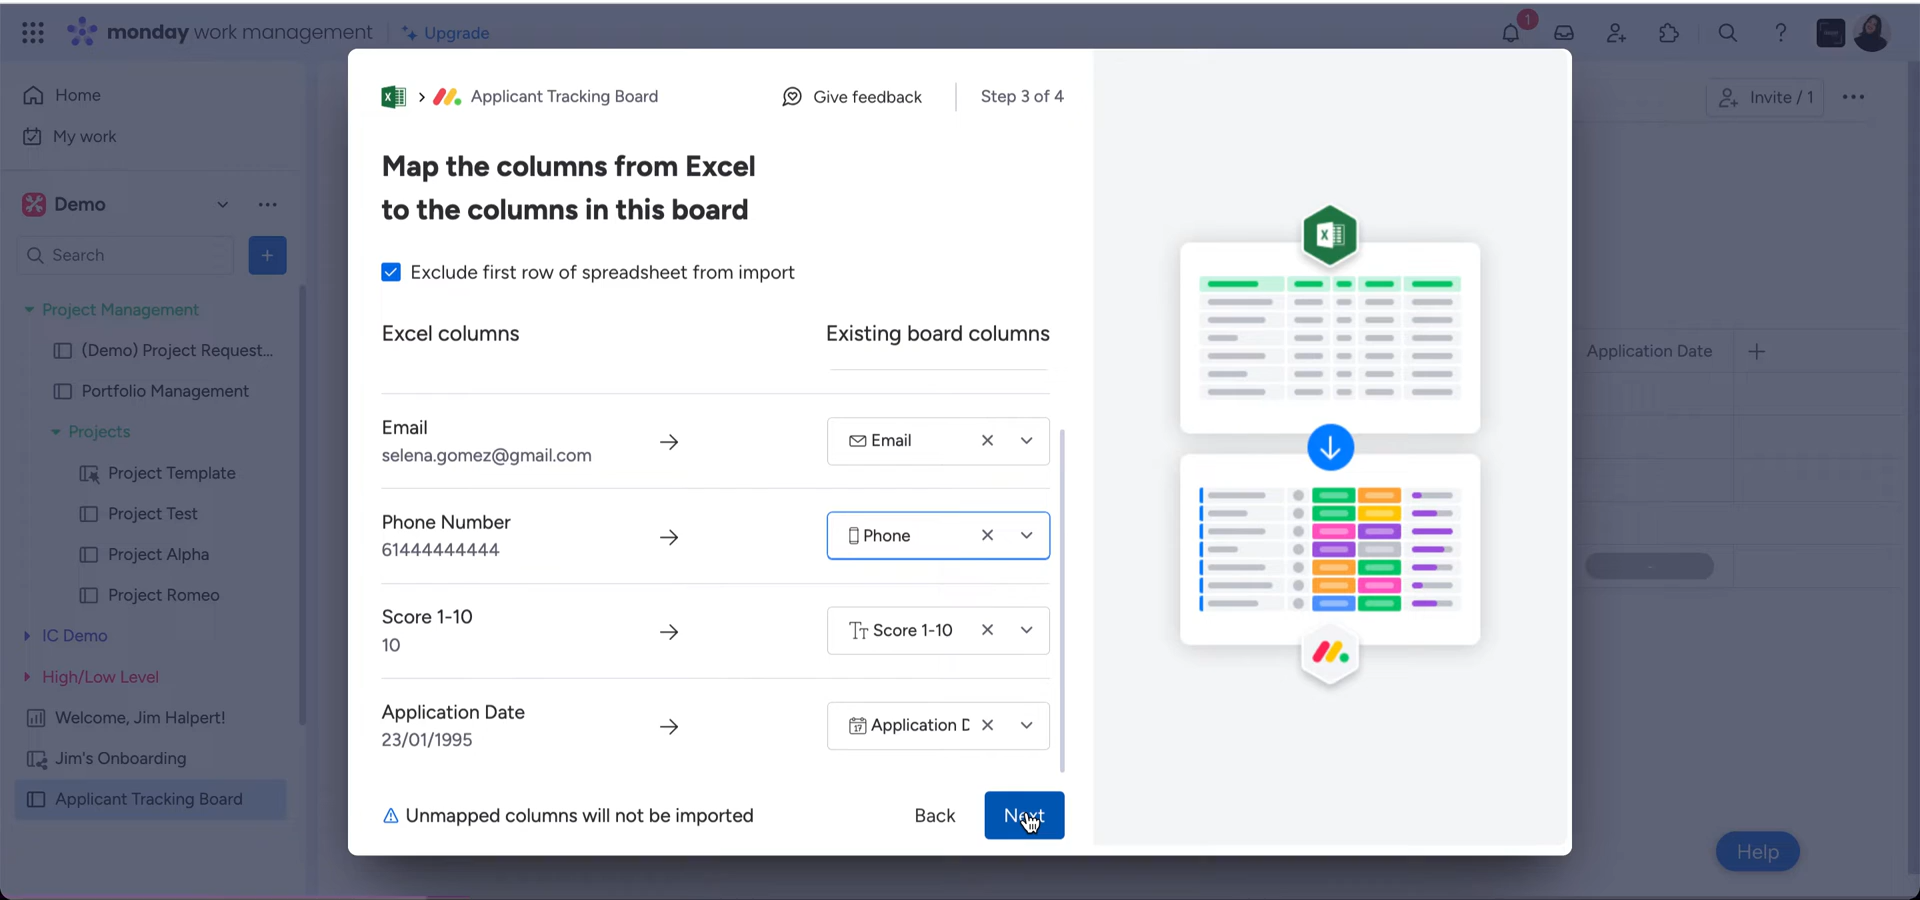 monday work management
Upgrade
1
Home
My work
Demo
Search
Project Management
(Demo) Project Request...
Portfolio Management
Projects
Project Template
Project Test
Project Alpha
Project Romeo
IC Demo
High/Low Level
Welcome, Jim Halpert!
Jim's Onboarding
Applicant Tracking Board
Applicant Tracking Board
Give feedback
Step 3 of 4
Map the columns from Excel
to the columns in this board
Exclude first row of spreadsheet from import
Excel columns
Existing board columns
Email
selena.gomez@gmail.com
Email
Phone Number
61444444444
Phone
Score 1-10
10
Score 1-10
Application Date
23/01/1995
17
Application D
Unmapped columns will not be imported
Back
Next
Invite / 1
Application Date
Help